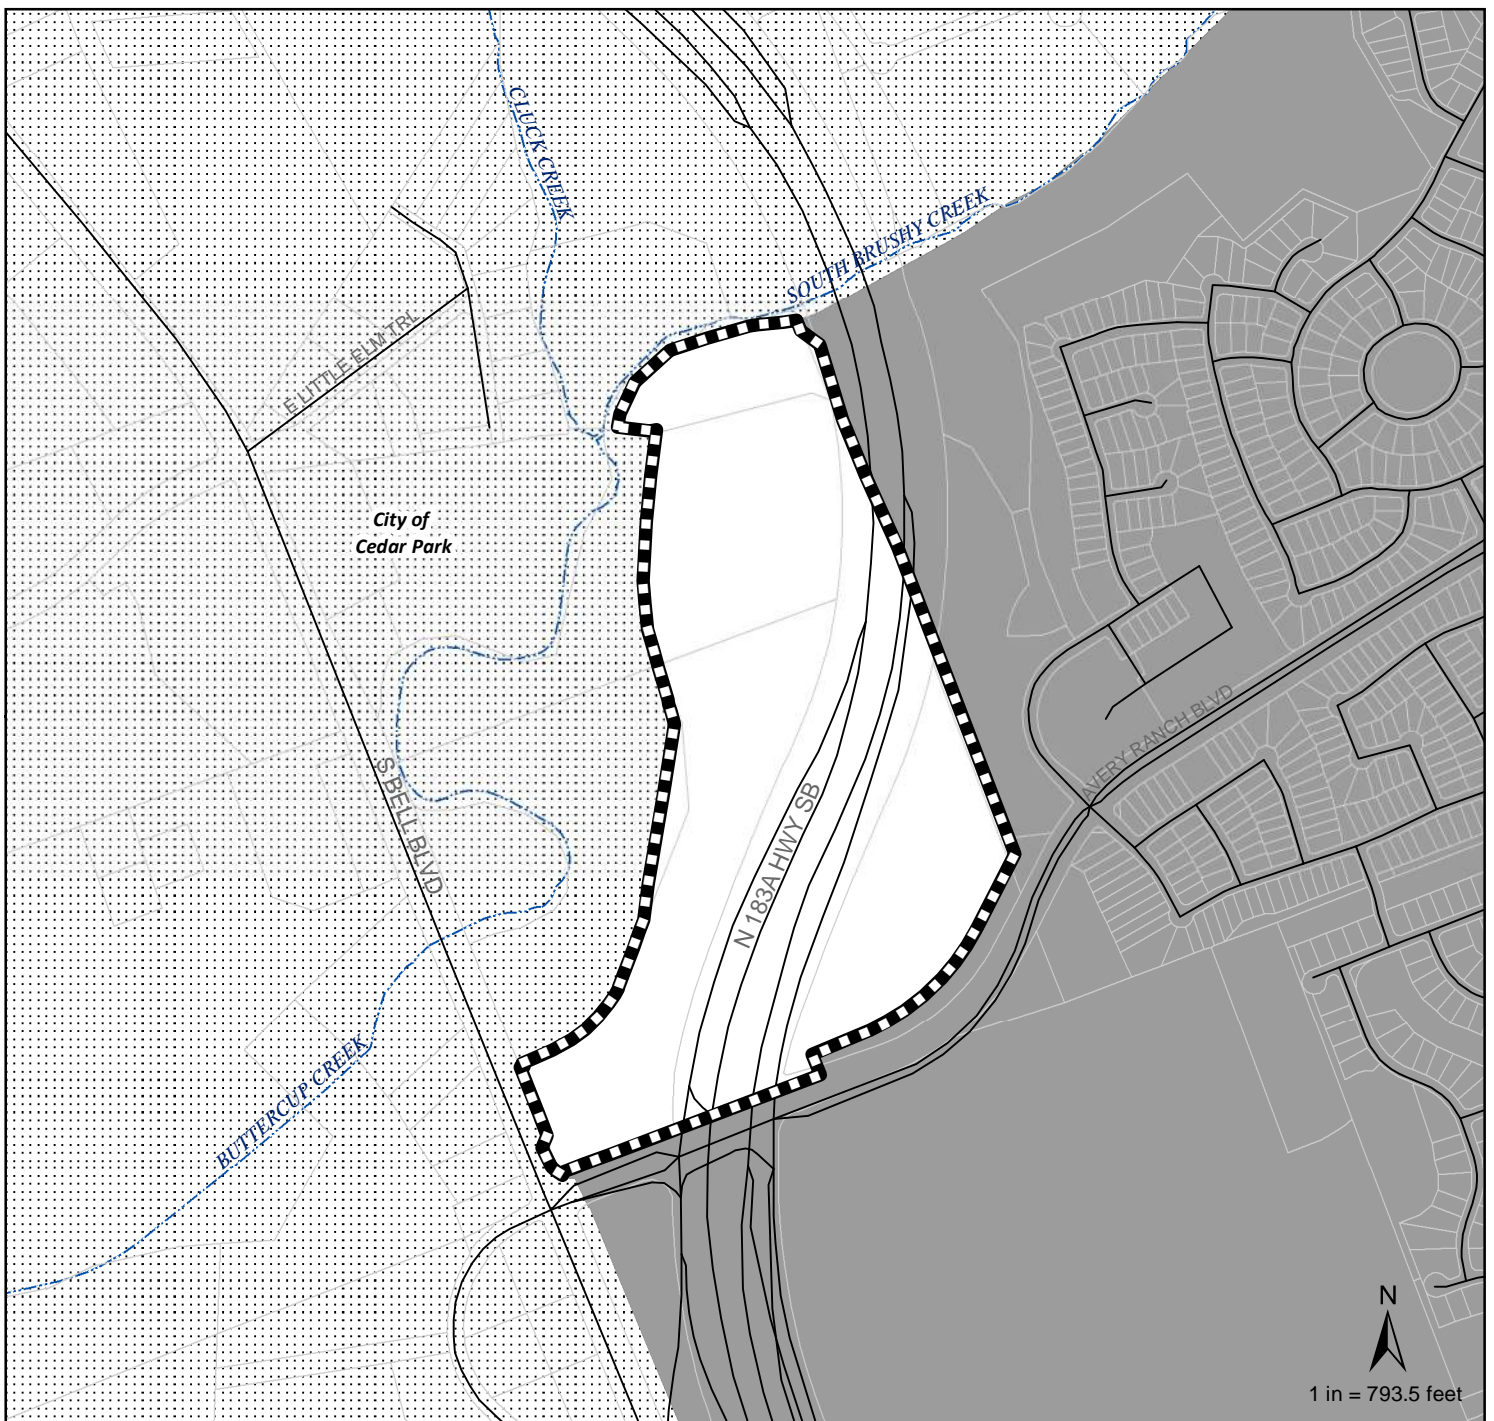 CLUCK CREEK
SOUTH BRUSHY CREEK
E LITTLE ELM TRL
City of
Cedar Park
AVERY RANCH BLVD
S BELL BLVD
N 183A HWY SB
BUTTERCUP CREEK
N
1 in = 793.5 feet